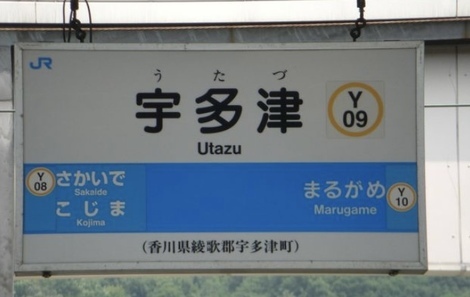 JR
うたづ
宇多津
Utazu
Y
09
Y
08
さかいで
Sakaide
こじま
Kojima
まるがめ
Marugame
Y
10
(香川県綾歌郡宇多津町)